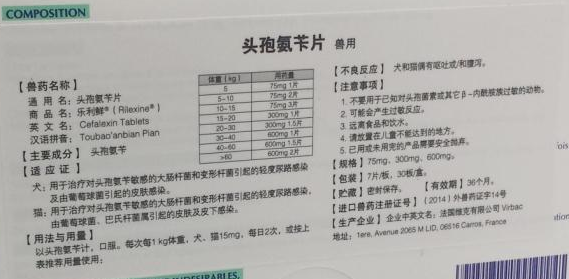 COMPOSITION
头孢氨苄片 兽用
【兽药名称】
通 用 名：头孢氨苄片
商 品 名：乐利鲜®（Rilexine®）
英 文 名：Cefalexin Tablets
汉语拼音：Toubao'anbian Pian
【主要成分】头孢氨苄
【适 应 证】
犬：用于治疗对头孢氨苄敏感的大肠杆菌和变形杆菌引起的轻度尿路感染
及由葡萄球菌引起的皮肤感染。
猫：用于治疗对头孢氨苄敏感的大肠杆菌和变形杆菌引起的轻度尿路感染，
由葡萄球菌、巴氏杆菌属引起的皮肤及皮下感染。
【用法与用量】
以头孢氨苄计，口服。每次每1 kg体重，犬、猫15mg，每日2次，或按上
表推荐用量使用：
体重（kg） 用药量
5 75mg 1片
5~10 75mg 2片
10~15 75mg 3片
15~20 300mg 1片
20~30 300mg 1.5片
30~40 600mg 1片
40~60 600mg 1.5片
>60 600mg 2片
【不良反应】 犬和猫偶有呕吐或/和腹泻。
【注意事项】
1. 不要用于已知对头孢菌素或其它β-内酰胺族过敏的动物。
2. 可能会产生过敏反应。
3. 远离食品和饮水。
4. 请放置在儿童不能达到的地方。
5. 已用或未用完的产品需要安全抛弃。
【规格】75mg、300mg、600mg。
【包装】7片/板，30板/盒。
【贮藏】密封保存。 【有效期】36个月。
【进口兽药注册证号】（2014）外兽药证字14号
【生产企业】企业中英文名：法国维克有限公司 Virbac
地址：1ere, Avenue 2065 M LID, 06516 Carros, France
INDESIRABLES,